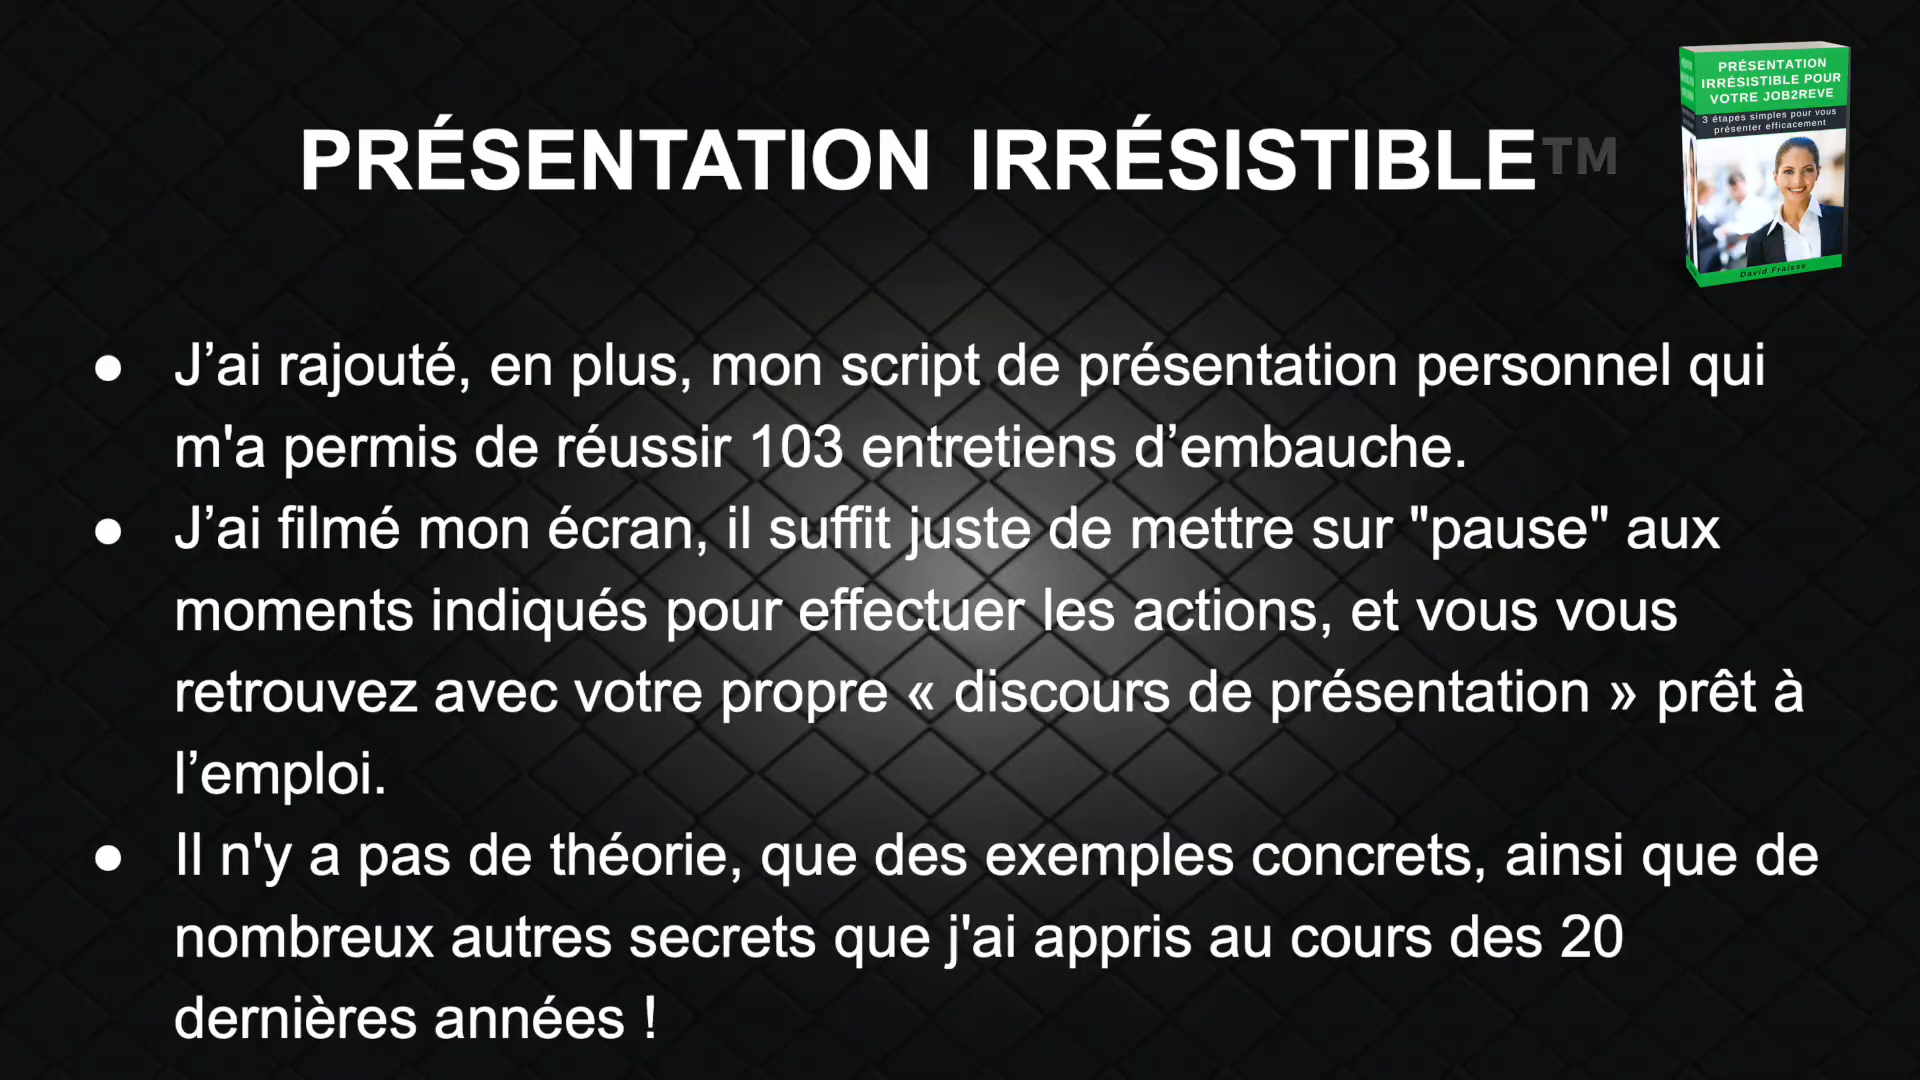 PRÉSENTATION IRRÉSISTIBLE™
PRÉSENTATION
IRRÉSISTIBLE POUR
VOTRE JOB2REVE
3 étapes simples pour vous
présenter efficacement
David Fraisse
● J’ai rajouté, en plus, mon script de présentation personnel qui
m'a permis de réussir 103 entretiens d’embauche.
● J’ai filmé mon écran, il suffit juste de mettre sur "pause" aux
moments indiqués pour effectuer les actions, et vous vous
retrouvez avec votre propre « discours de présentation » prêt à
l’emploi.
● Il n'y a pas de théorie, que des exemples concrets, ainsi que de
nombreux autres secrets que j'ai appris au cours des 20
dernières années !